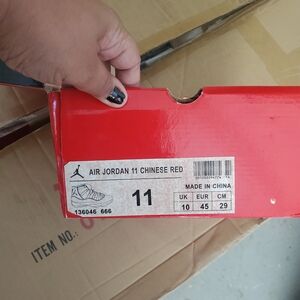 AIR JORDAN 11 CHINESE RED
MADE IN CHINA
136046 666
11
UK EUR CM
10 45 29
ITEM NO.: